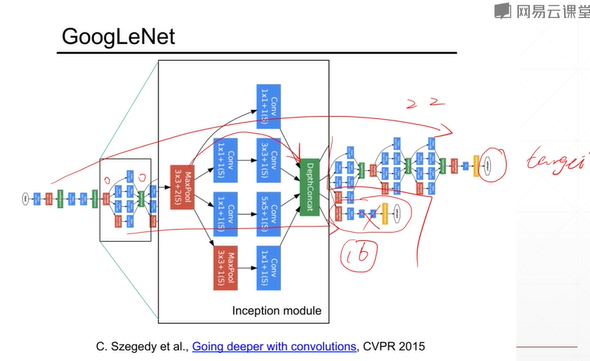 网易云课堂
GoogLeNet
Conv
1x1+1(S)
Conv
1x1+1(S)
Conv
3x3+1(S)
MaxPool
3x3+2(S)
DepthConcat
Conv
1x1+1(S)
Conv
5x5+1(S)
MaxPool
3x3+1(S)
Conv
1x1+1(S)
22
target
Inception module
C. Szegedy et al., Going deeper with convolutions, CVPR 2015